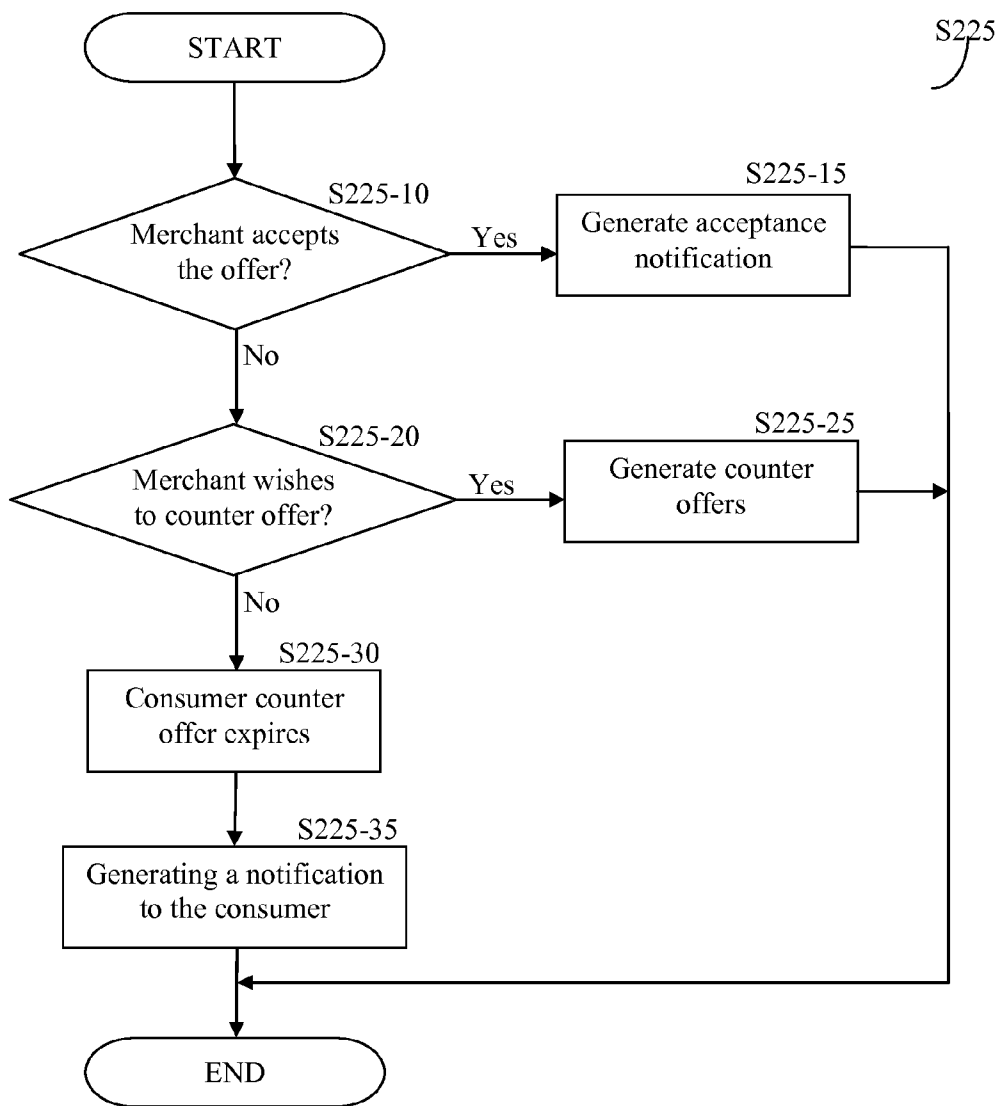 START
S225
S225-10
Merchant accepts
the offer?
Yes
S225-15
Generate acceptance
notification
No
S225-20
Merchant wishes
to counter offer?
Yes
S225-25
Generate counter
offers
No
S225-30
Consumer counter
offer expires
S225-35
Generating a notification
to the consumer
END